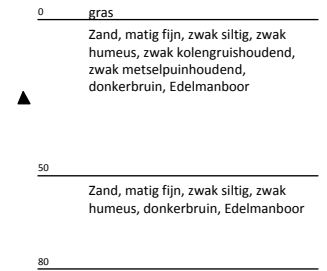 0 gras
Zand, matig fijn, zwak siltig, zwak
humeus, zwak kolengruishoudend,
zwak metselpuinhoudend,
donkerbruin, Edelmanboor
50
Zand, matig fijn, zwak siltig, zwak
humeus, donkerbruin, Edelmanboor
80